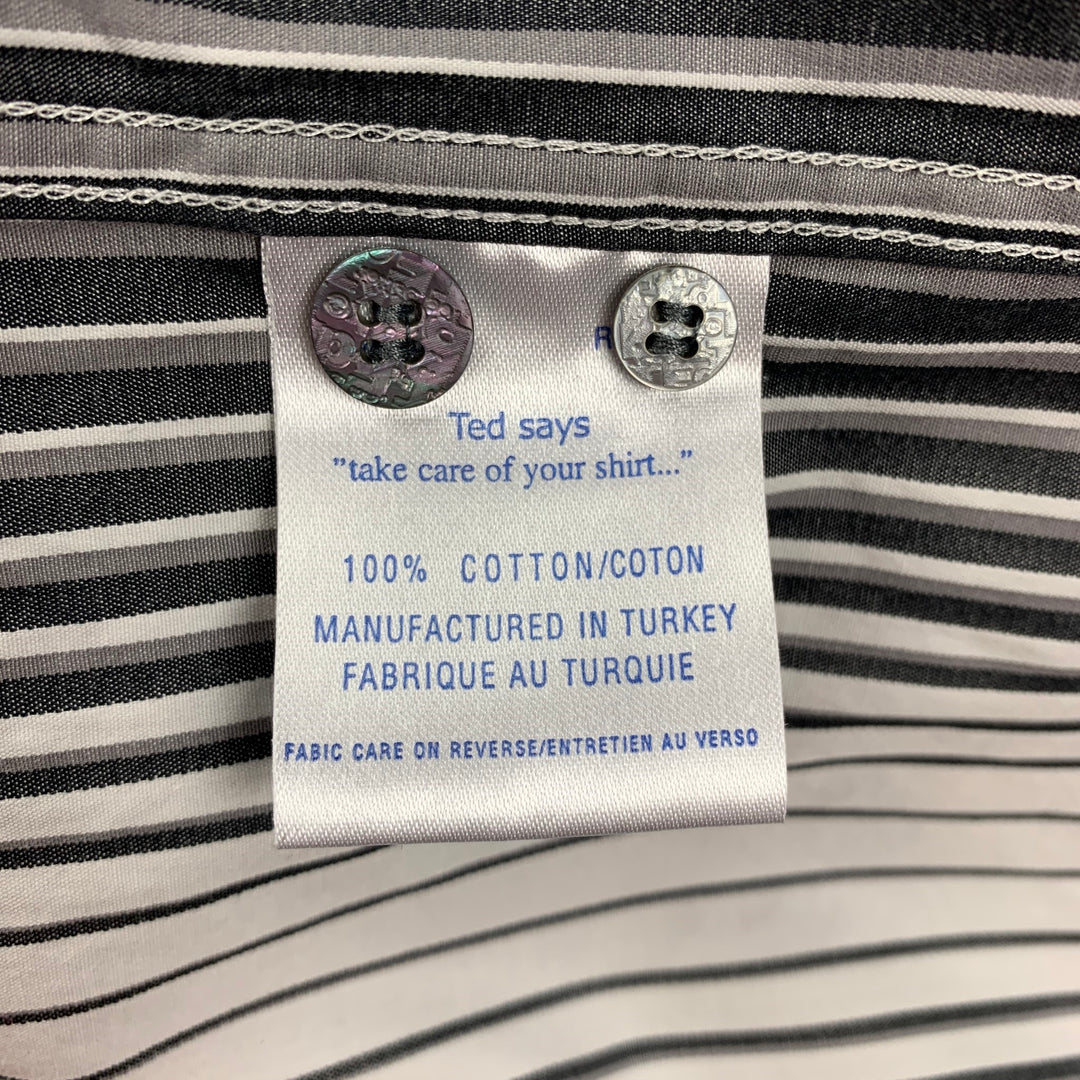 Ted says
"take care of your shirt..."
100% COTTON/COTON
MANUFACTURED IN TURKEY
FABRIQUE AU TURQUIE
FABIC CARE ON REVERSE/ENTRETIEN AU VERSO